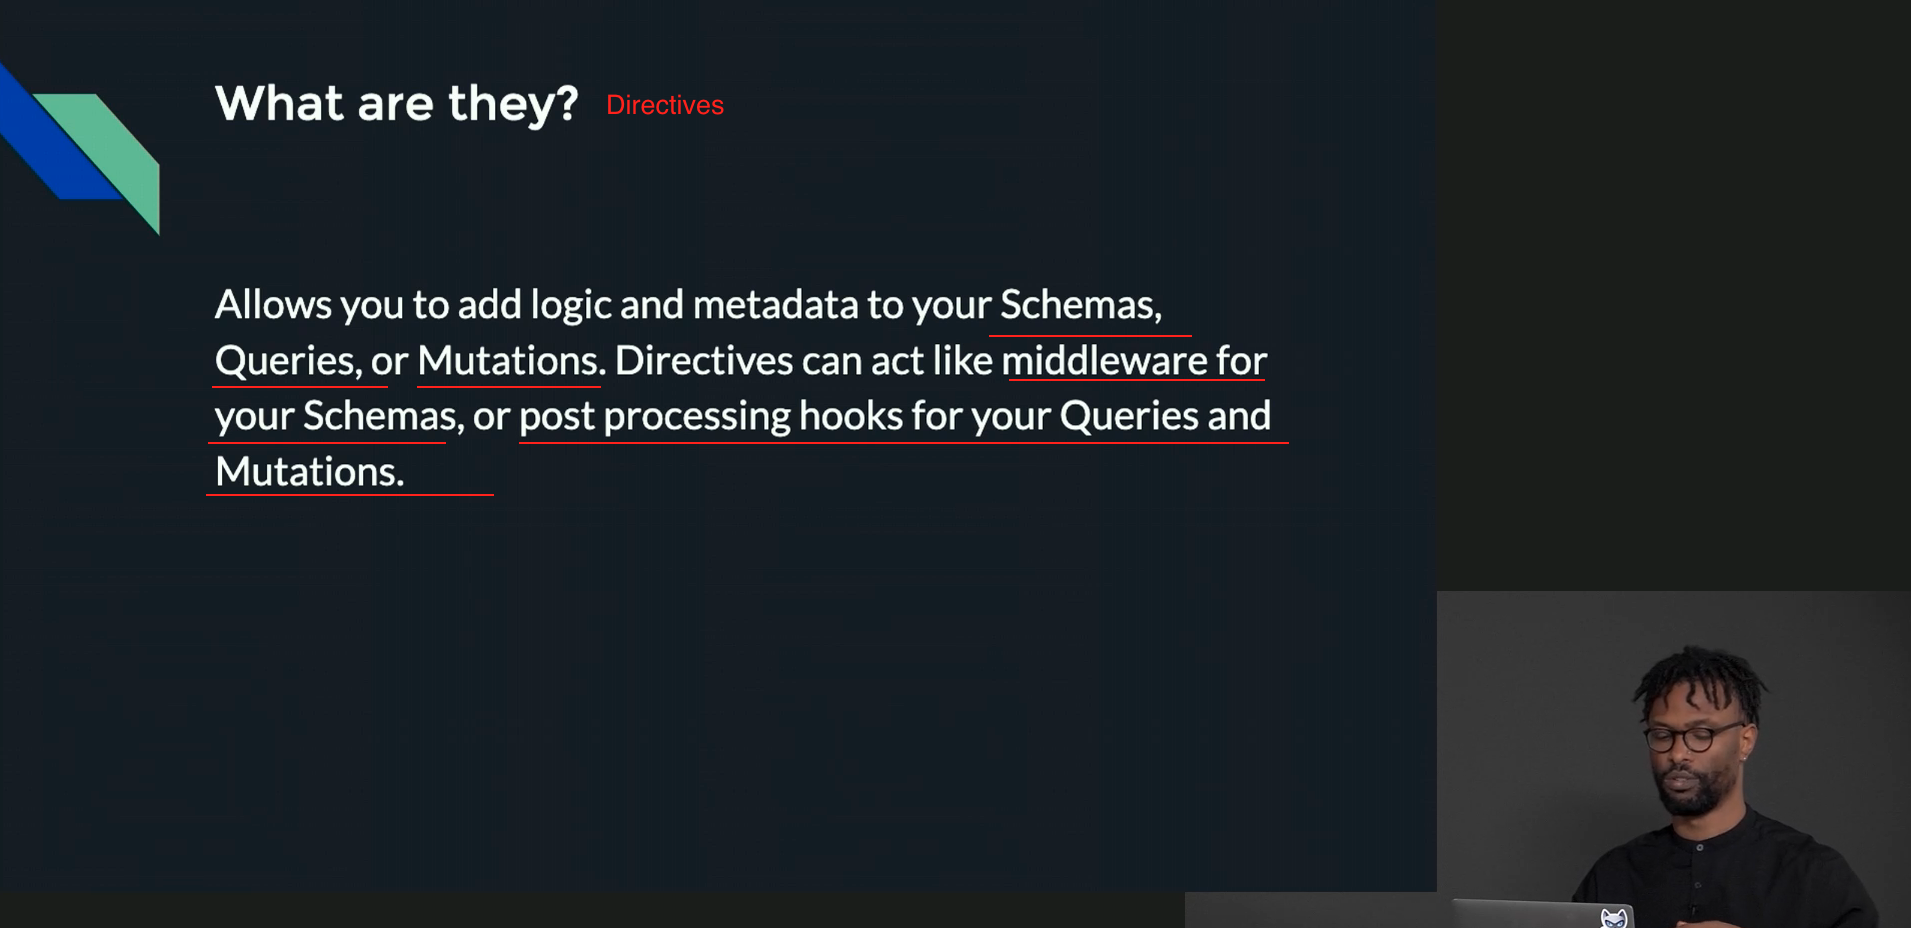 What are they? Directives
Allows you to add logic and metadata to your Schemas,
Queries, or Mutations. Directives can act like middleware for
your Schemas, or post processing hooks for your Queries and
Mutations.